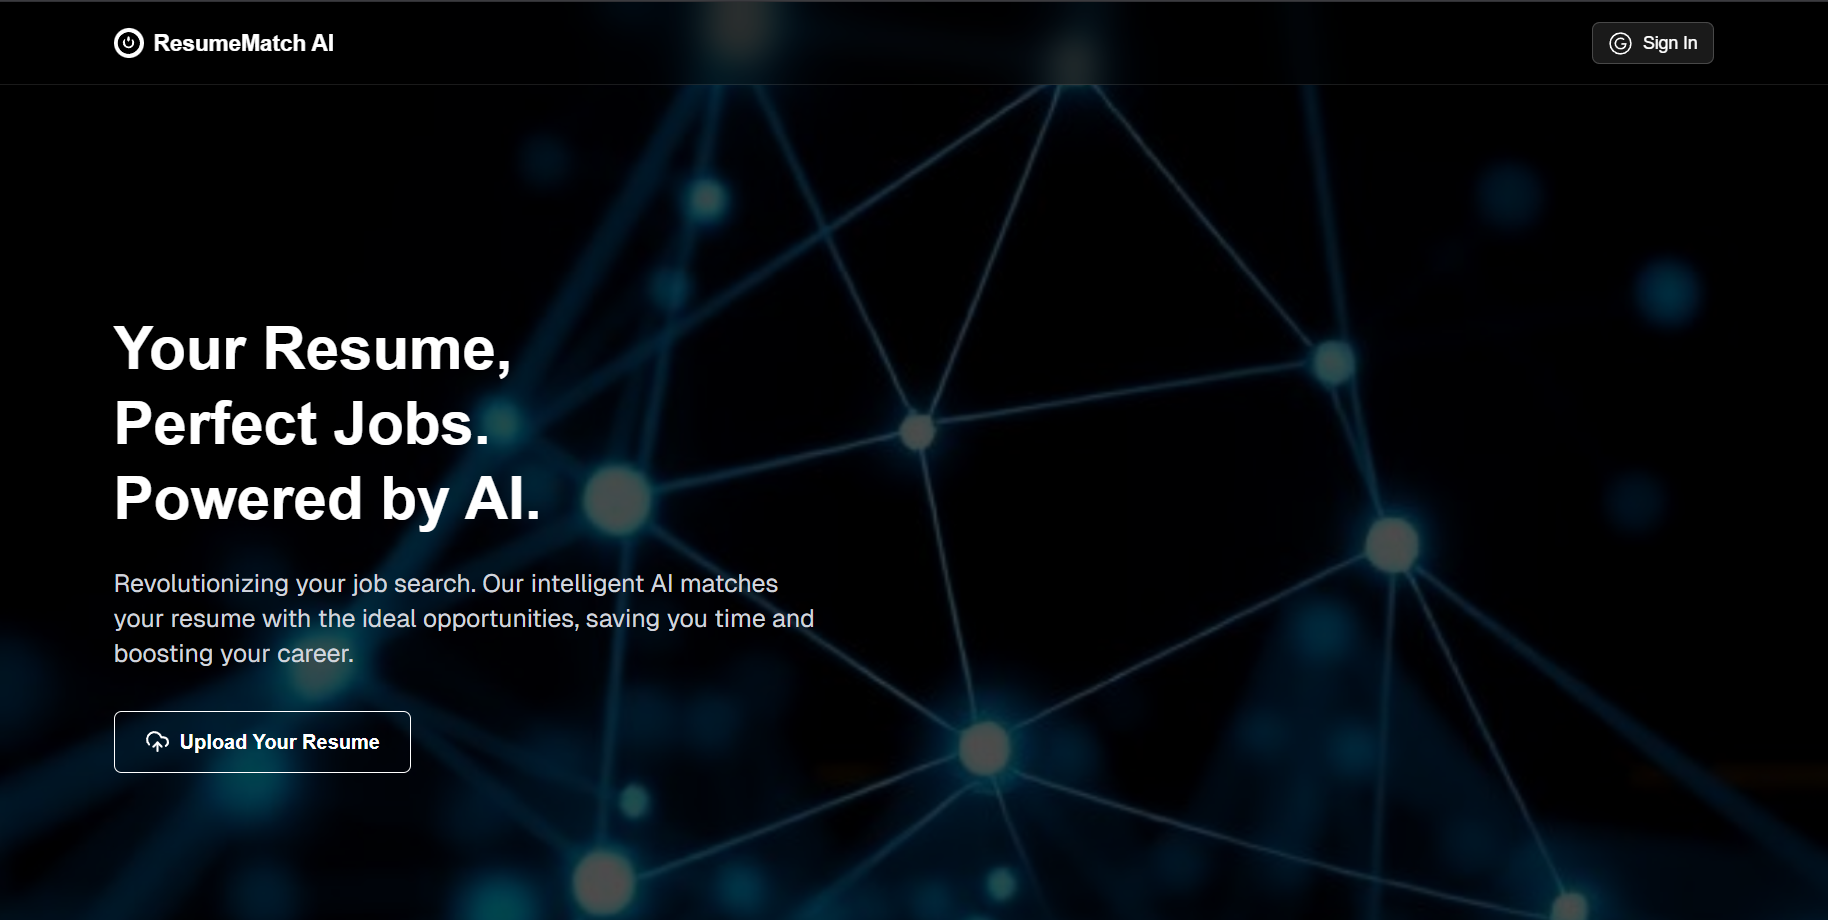 ResumeMatch AI
Sign In
Your Resume,
Perfect Jobs.
Powered by AI.
Revolutionizing your job search. Our intelligent AI matches
your resume with the ideal opportunities, saving you time and
boosting your career.
Upload Your Resume